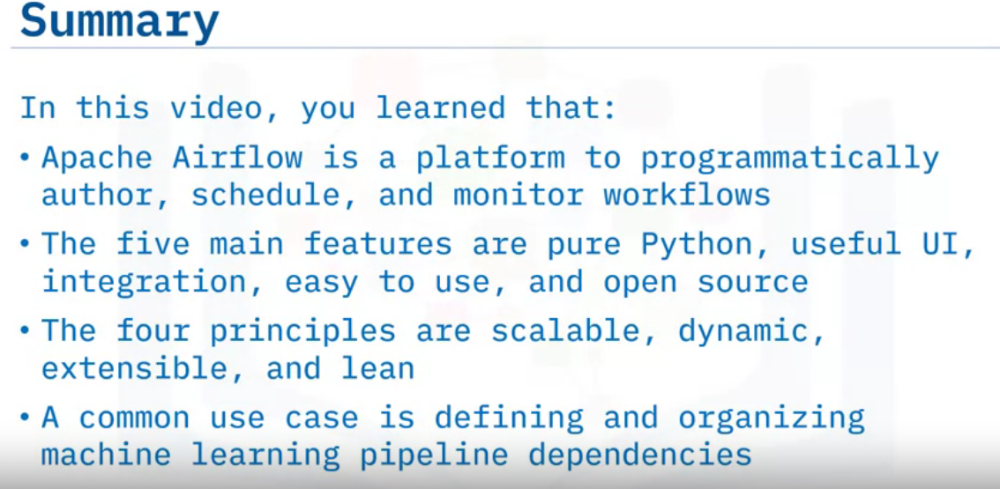 Summary
In this video, you learned that:
• Apache Airflow is a platform to programmatically
author, schedule, and monitor workflows
• The five main features are pure Python, useful UI,
integration, easy to use, and open source
• The four principles are scalable, dynamic,
extensible, and lean
• A common use case is defining and organizing
machine learning pipeline dependencies